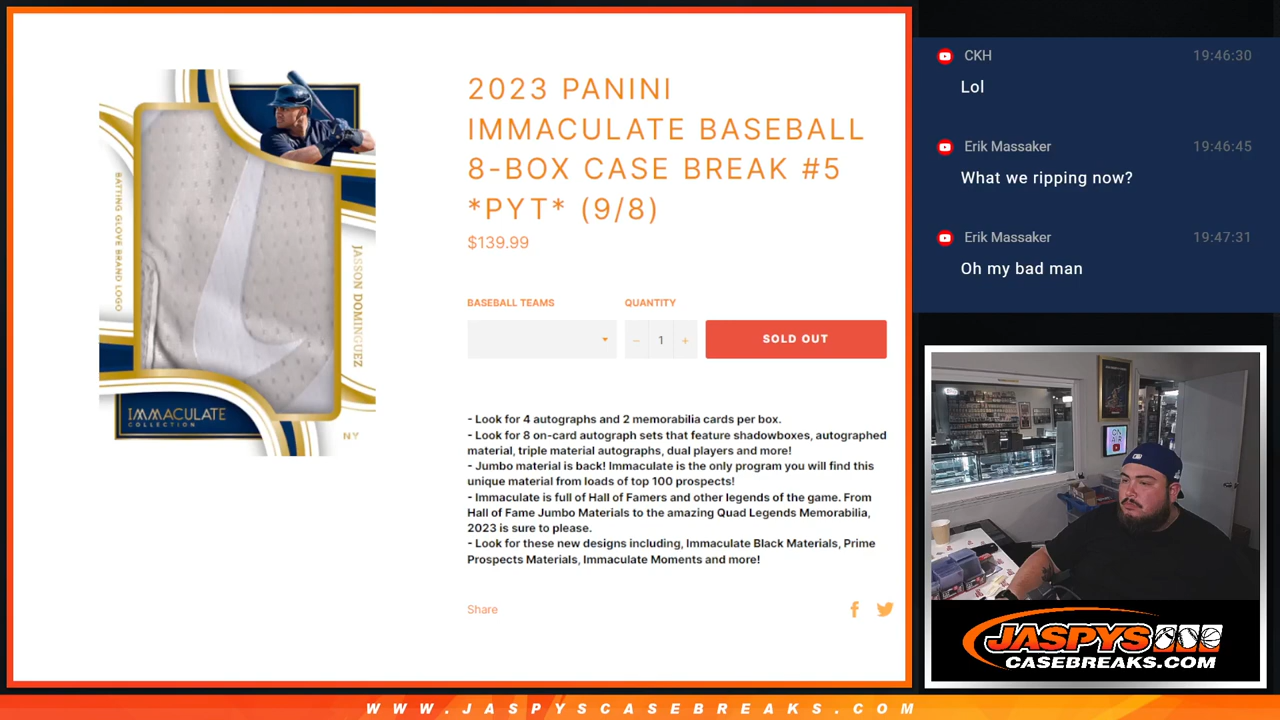 2023 PANINI
IMMACULATE BASEBALL
8-BOX CASE BREAK #5
*PYT* (9/8)
$139.99
BASEBALL TEAMS
QUANTITY
− 1 +
SOLD OUT
- Look for 4 autographs and 2 memorabilia cards per box.
- Look for 8 on-card autograph sets that feature shadowboxes, autographed
material, triple material autographs, dual players and more!
- Jumbo material is back! Immaculate is the only program you will find this
unique material from loads of top 100 prospects!
- Immaculate is full of Hall of Famers and other legends of the game. From
Hall of Fame Jumbo Materials to the amazing Quad Legends Memorabilia,
2023 is sure to please.
- Look for these new designs including, Immaculate Black Materials, Prime
Prospects Materials, Immaculate Moments and more!
Share
BATTING GLOVE BRAND LOGO
JASSON DOMINGUEZ
IMMACULATE
COLLECTION
NY
CKH 19:46:30
Lol
Erik Massaker 19:46:45
What we ripping now?
Erik Massaker 19:47:31
Oh my bad man
ON
AIR
JASPYS
CASEBREAKS.COM
WWW.JASPYSCASEBREAKS.COM